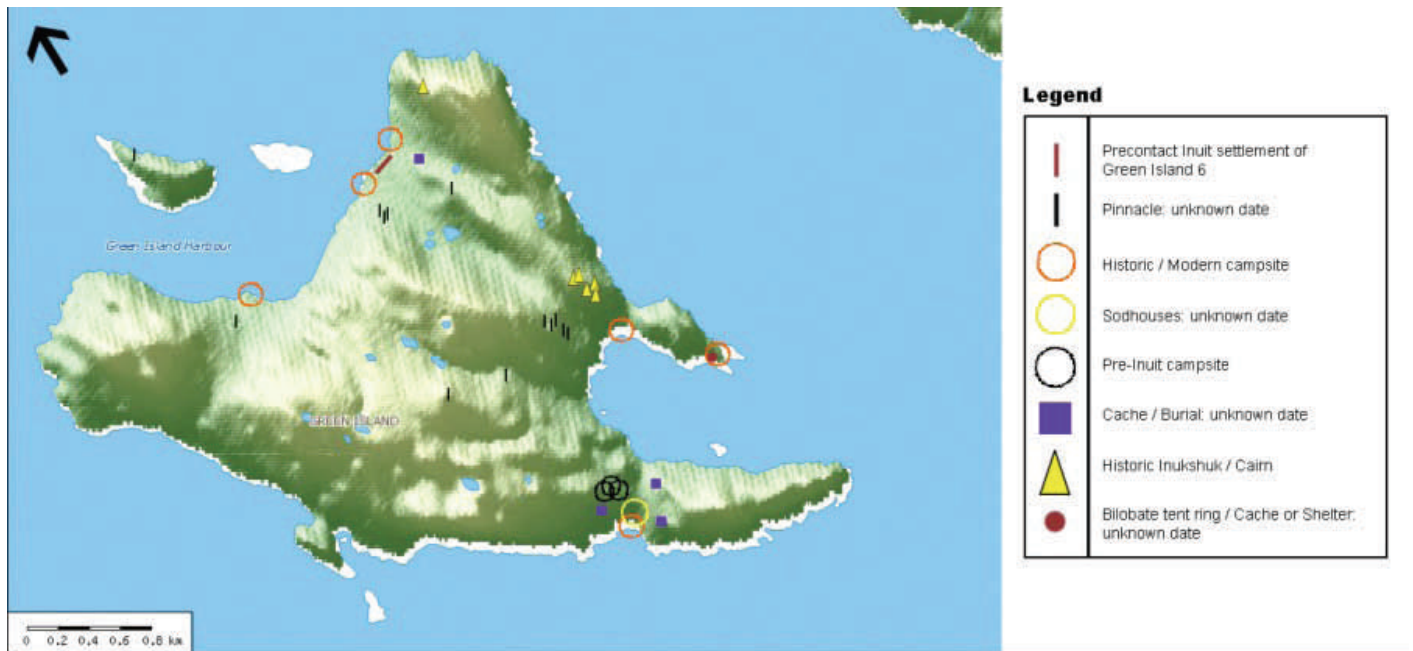 Green Island Harbour
GREEN ISLAND
0 0.2 0.4 0.6 0.8 km
Legend
Precontact Inuit settlement of
Green Island 6
Pinnacle: unknown date
Historic / Modern campsite
Sodhouses: unknown date
Pre-Inuit campsite
Cache / Burial: unknown date
Historic Inukshuk / Cairn
Bilobate tent ring / Cache or Shelter:
unknown date